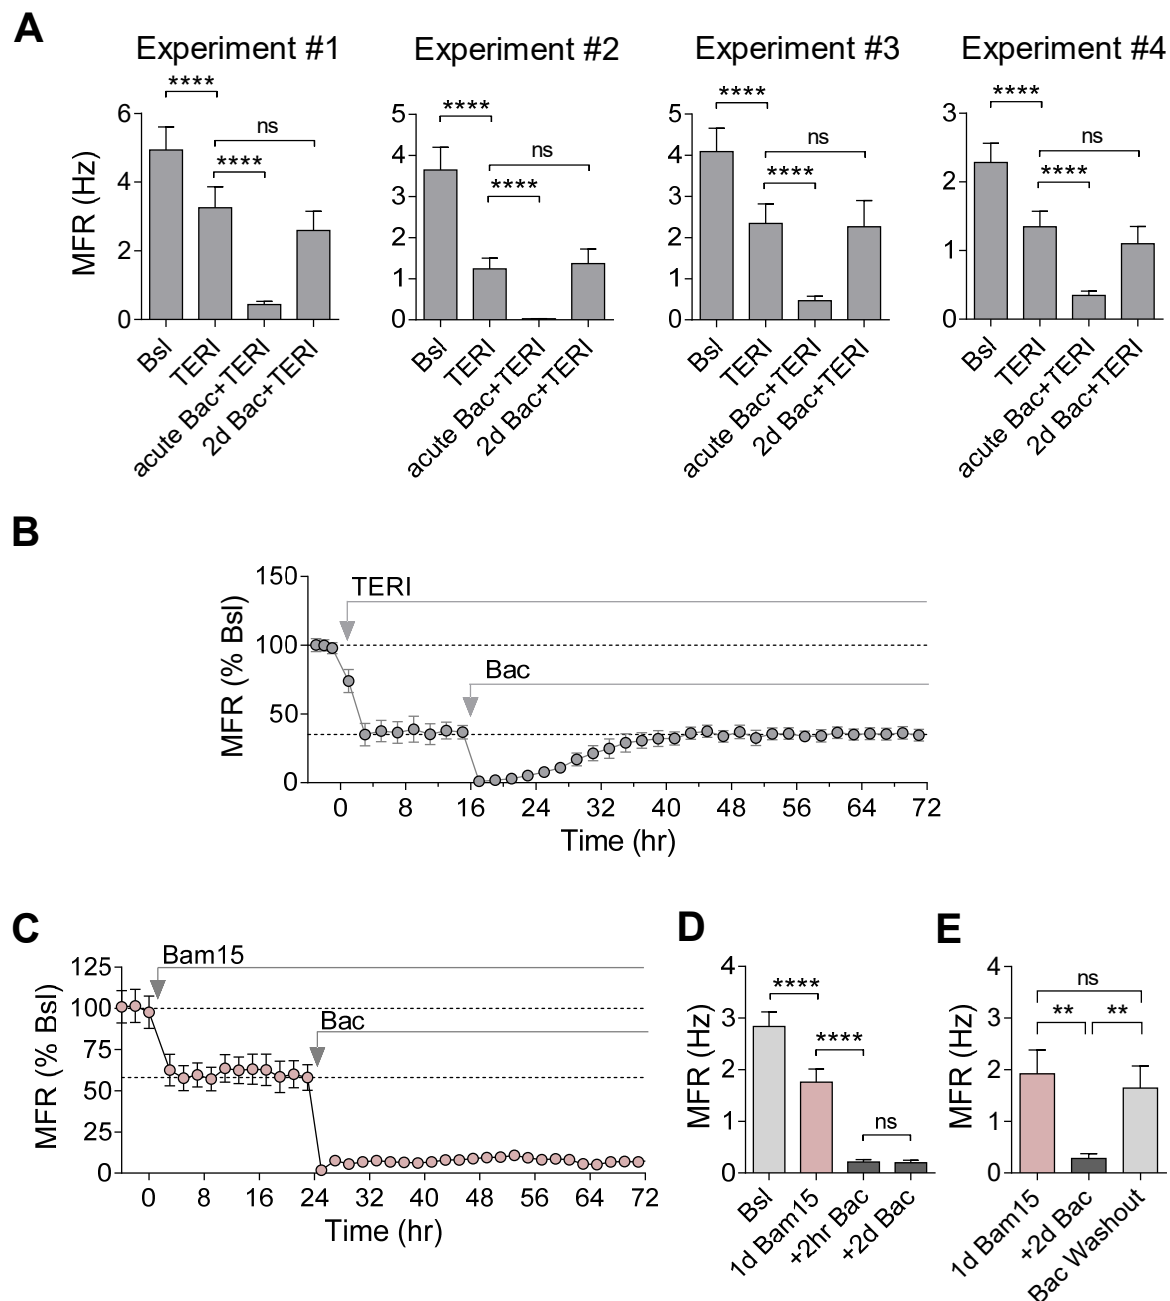 A
Experiment #1
Experiment #2
Experiment #3
Experiment #4
MFR (Hz)
6
4
2
0
****
****
ns
Bsl
TERI
acute Bac+TERI
2d Bac+TERI
5
4
3
2
1
0
****
****
ns
Bsl
TERI
acute Bac+TERI
2d Bac+TERI
5
4
3
2
1
0
****
****
ns
Bsl
TERI
acute Bac+TERI
2d Bac+TERI
3
2
1
0
****
****
ns
Bsl
TERI
acute Bac+TERI
2d Bac+TERI
B
MFR (% Bsl)
150
100
50
0
TERI
Bac
0 8 16 24 32 40 48 56 64 72
Time (hr)
C
MFR (% Bsl)
125
100
75
50
25
0
Bam15
Bac
0 8 16 24 32 40 48 56 64 72
Time (hr)
D
MFR (Hz)
4
3
2
1
0
****
****
ns
Bsl
1d Bam15
+2hr Bac
+2d Bac
E
MFR (Hz)
4
3
2
1
0
ns
** **
1d Bam15
+2d Bac
Bac Washout